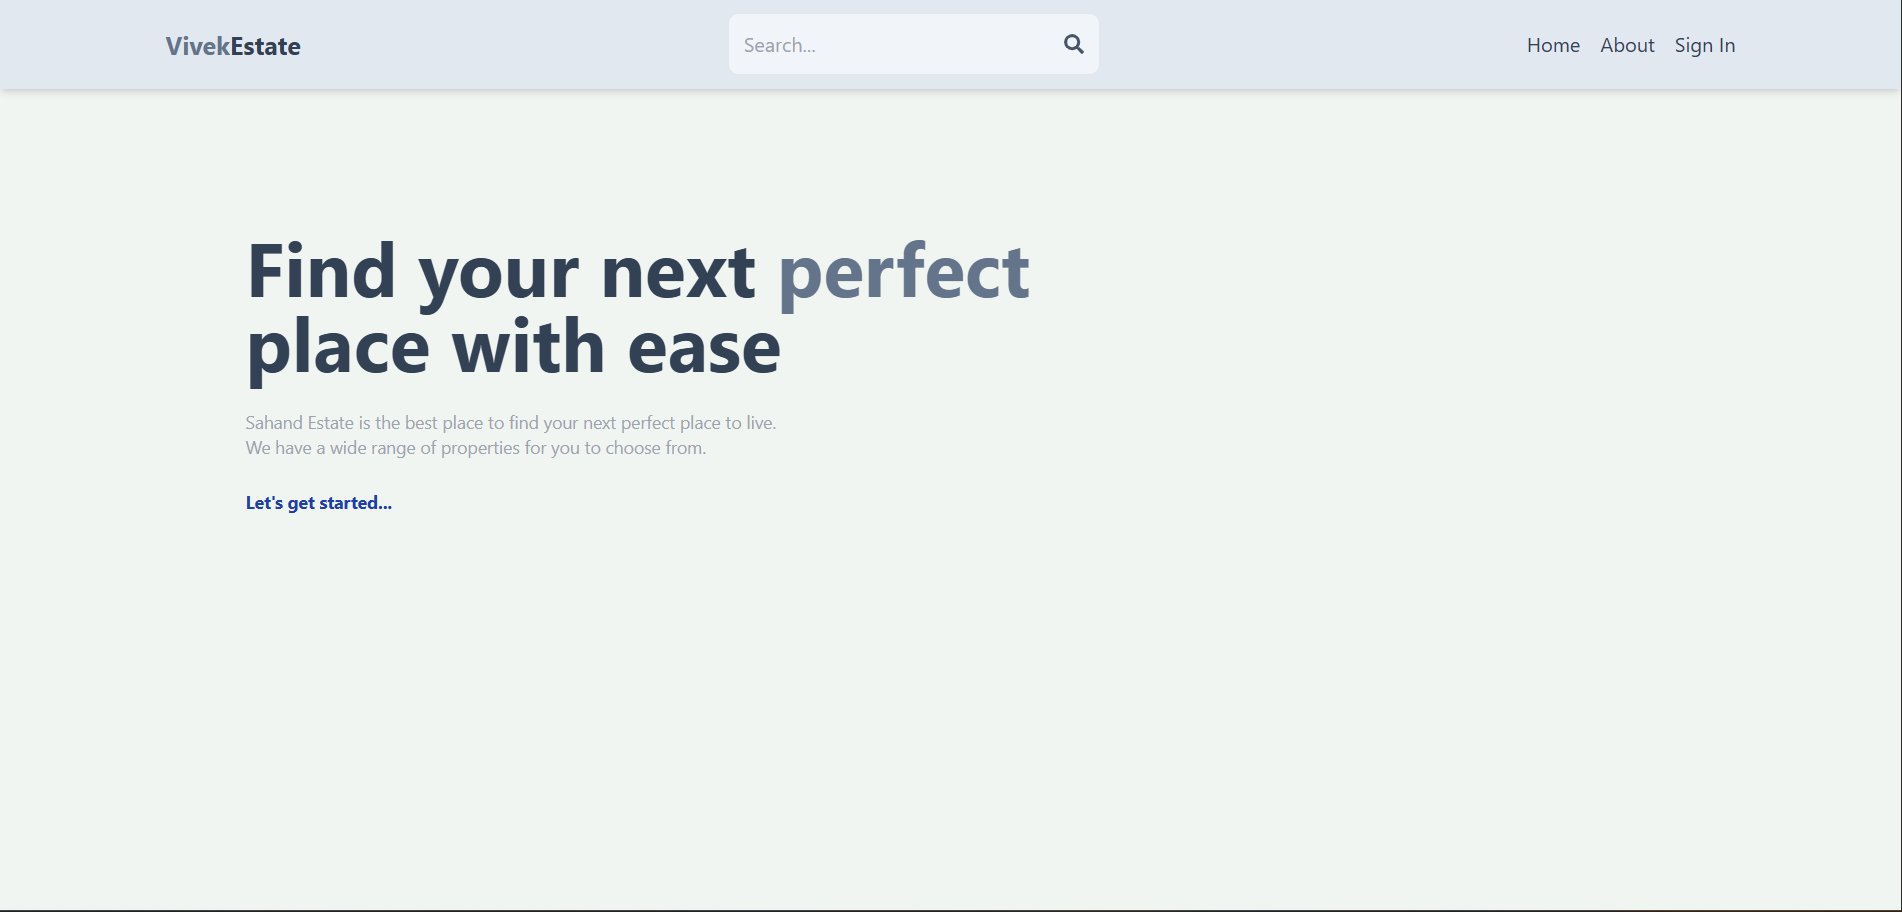 VivekEstate
Search...
Home About Sign In
Find your next perfect
place with ease
Sahand Estate is the best place to find your next perfect place to live.
We have a wide range of properties for you to choose from.
Let's get started...